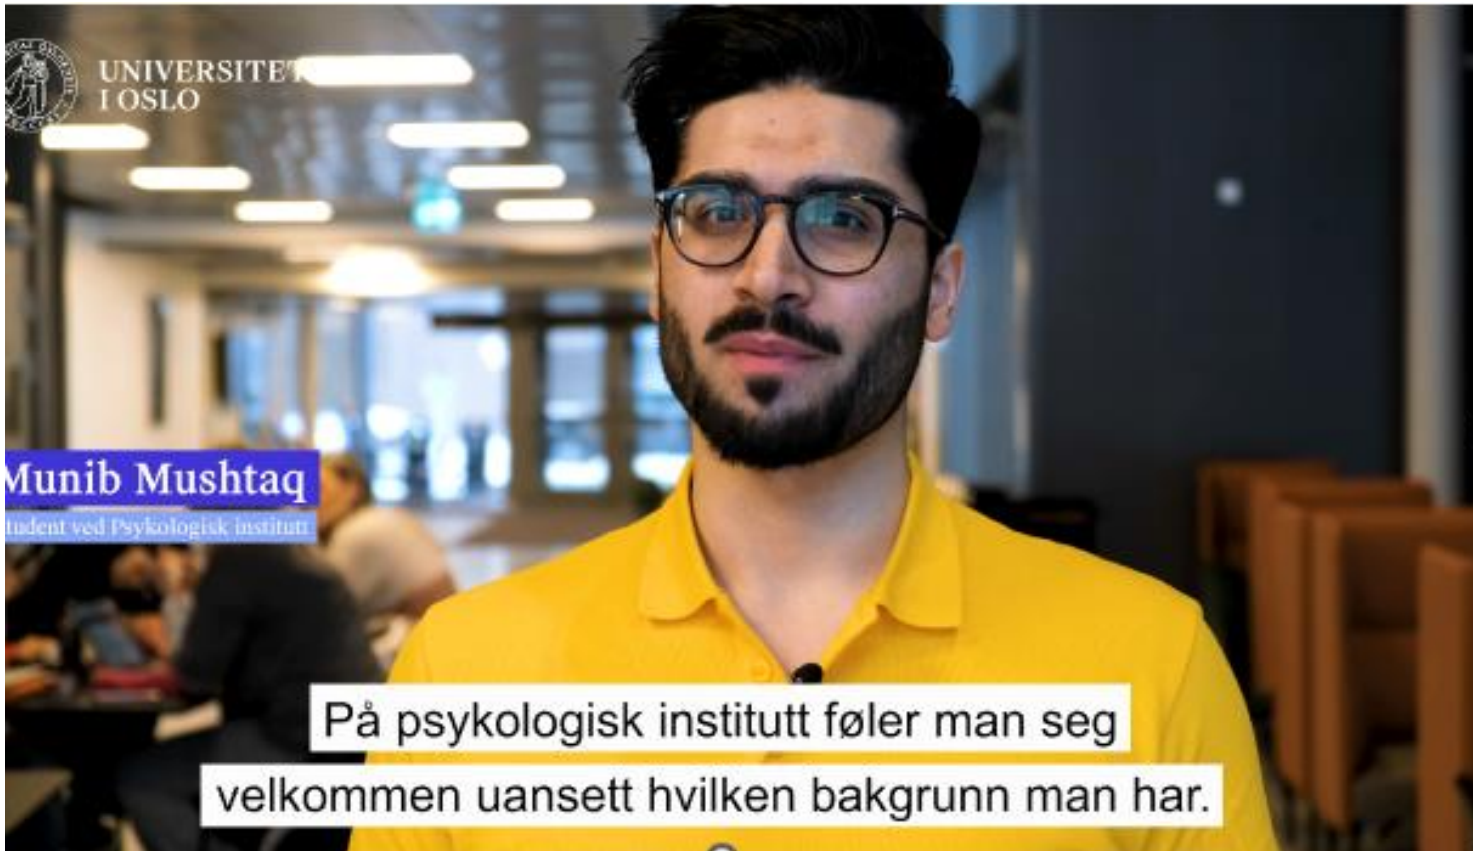 UNIVERSITET
I OSLO
Munib Mushtaq
tudent ved Psykologisk institutt
På psykologisk institutt føler man seg
velkommen uansett hvilken bakgrunn man har.